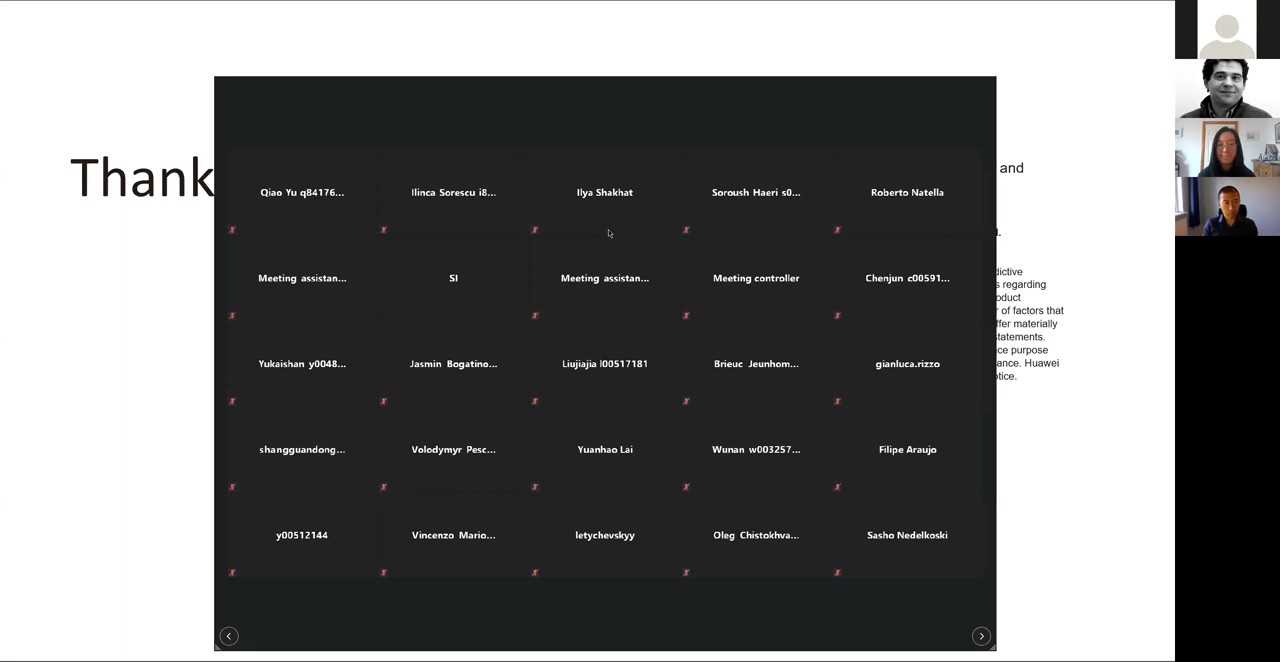 Thank
and
Qiao Yu q84176...
Ilinca Sorescu i8...
Ilya Shakhat
Soroush Haeri s0...
Roberto Natella
Meeting assistan...
SI
Meeting assistan...
Meeting controller
Chenjun c00591...
dictive
s regarding
oduct
r of factors that
ffer materially
statements.
ce purpose
ance. Huawei
otice.
Yukaishan y0048...
Jasmin Bogatino...
Liujiajia l00517181
Brieuc Jeunhom...
gianluca.rizzo
shangguandong...
Volodymyr Pesc...
Yuanhao Lai
Wunan w003257...
Filipe Araujo
y00512144
Vincenzo Mario...
letychevskyy
Oleg Chistokhva...
Sasho Nedelkoski